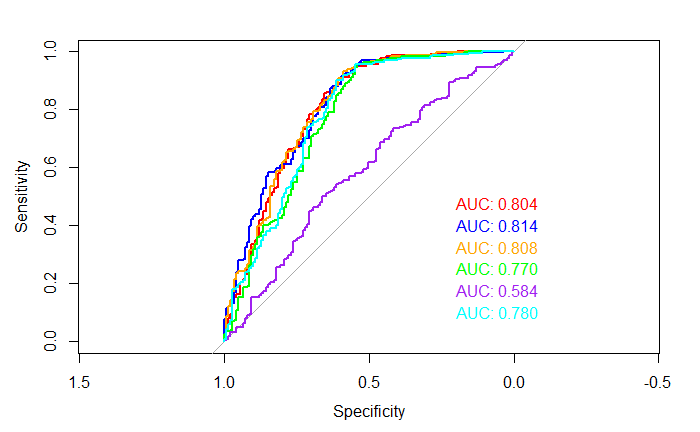 Sensitivity
1.0
0.8
0.6
0.4
0.2
0.0
AUC: 0.804
AUC: 0.814
AUC: 0.808
AUC: 0.770
AUC: 0.584
AUC: 0.780
1.5 1.0 0.5 0.0 -0.5
Specificity